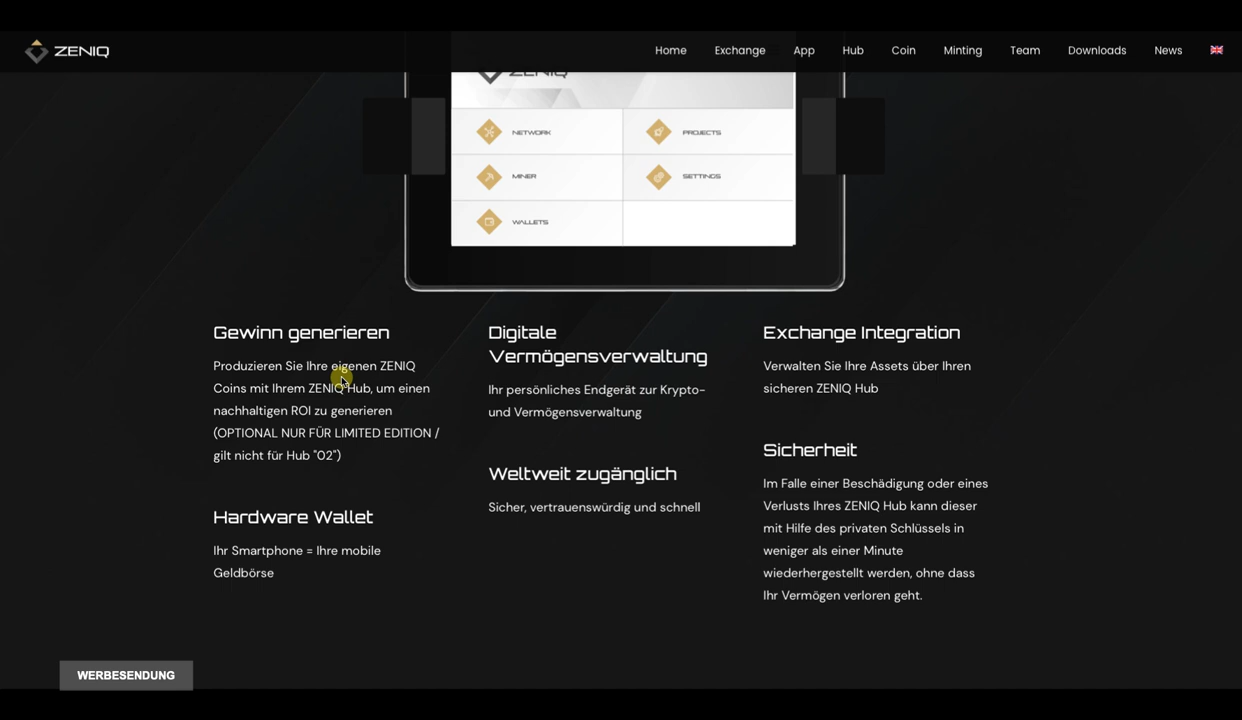 ZENIQ
Home Exchange App Hub Coin Minting Team Downloads News
ZENIQ
NETWORK
PROJECTS
MINER
SETTINGS
WALLETS
Gewinn generieren
Produzieren Sie Ihre eigenen ZENIQ
Coins mit Ihrem ZENIQ Hub, um einen
nachhaltigen ROI zu generieren
(OPTIONAL NUR FÜR LIMITED EDITION /
gilt nicht für Hub "02")
Hardware Wallet
Ihr Smartphone = Ihre mobile
Geldbörse
Digitale
Vermögensverwaltung
Ihr persönliches Endgerät zur Krypto-
und Vermögensverwaltung
Weltweit zugänglich
Sicher, vertrauenswürdig und schnell
Exchange Integration
Verwalten Sie Ihre Assets über Ihren
sicheren ZENIQ Hub
Sicherheit
Im Falle einer Beschädigung oder eines
Verlusts Ihres ZENIQ Hub kann dieser
mit Hilfe des privaten Schlüssels in
weniger als einer Minute
wiederhergestellt werden, ohne dass
Ihr Vermögen verloren geht.
WERBESENDUNG